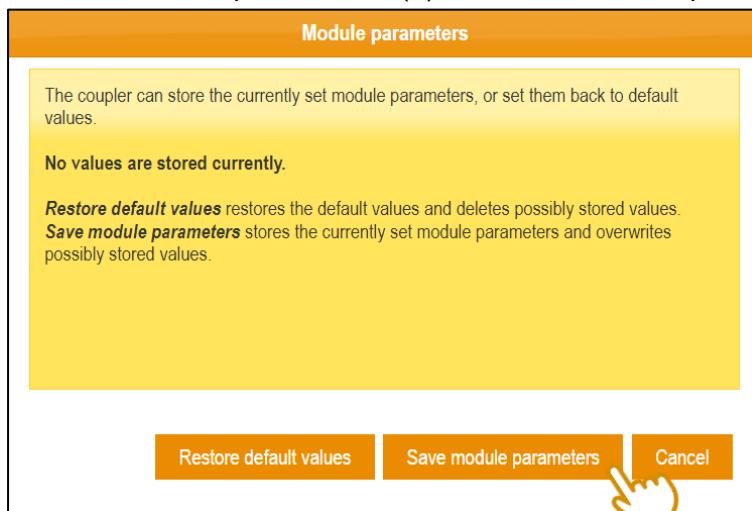 Module parameters
The coupler can store the currently set module parameters, or set them back to default
values.
No values are stored currently.
Restore default values restores the default values and deletes possibly stored values.
Save module parameters stores the currently set module parameters and overwrites
possibly stored values.
Restore default values Save module parameters Cancel